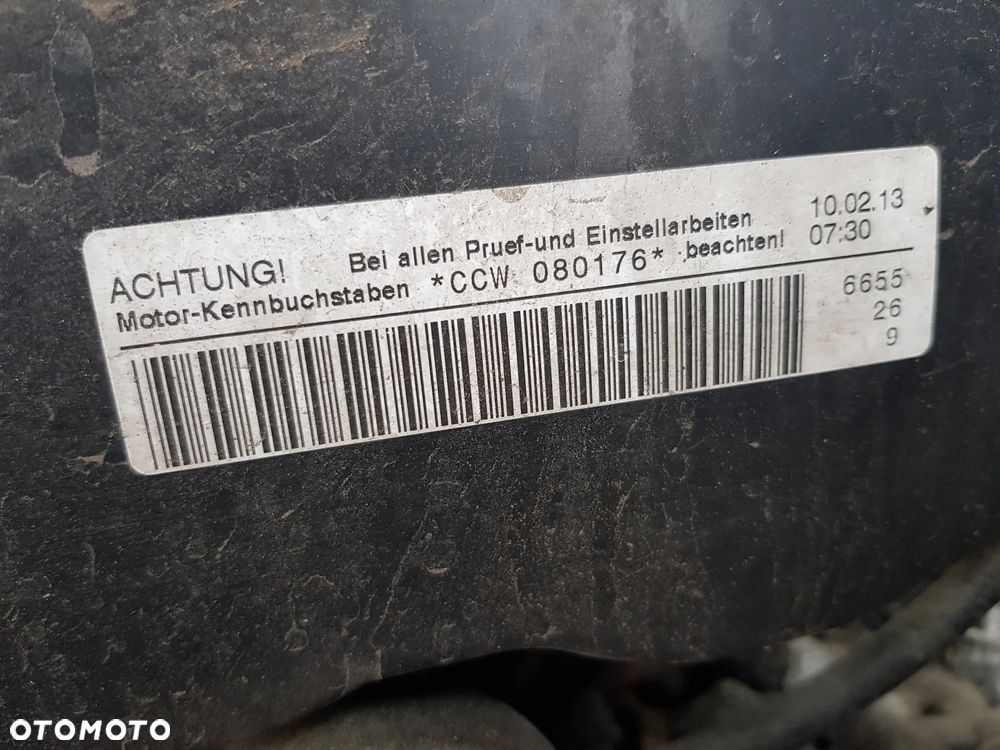 ACHTUNG! Bei allen Pruef-und Einstellarbeiten 10.02.13
Motor-Kennbuchstaben *CCW 080176* beachten! 07:30
6655
26
9
OTOMOTO